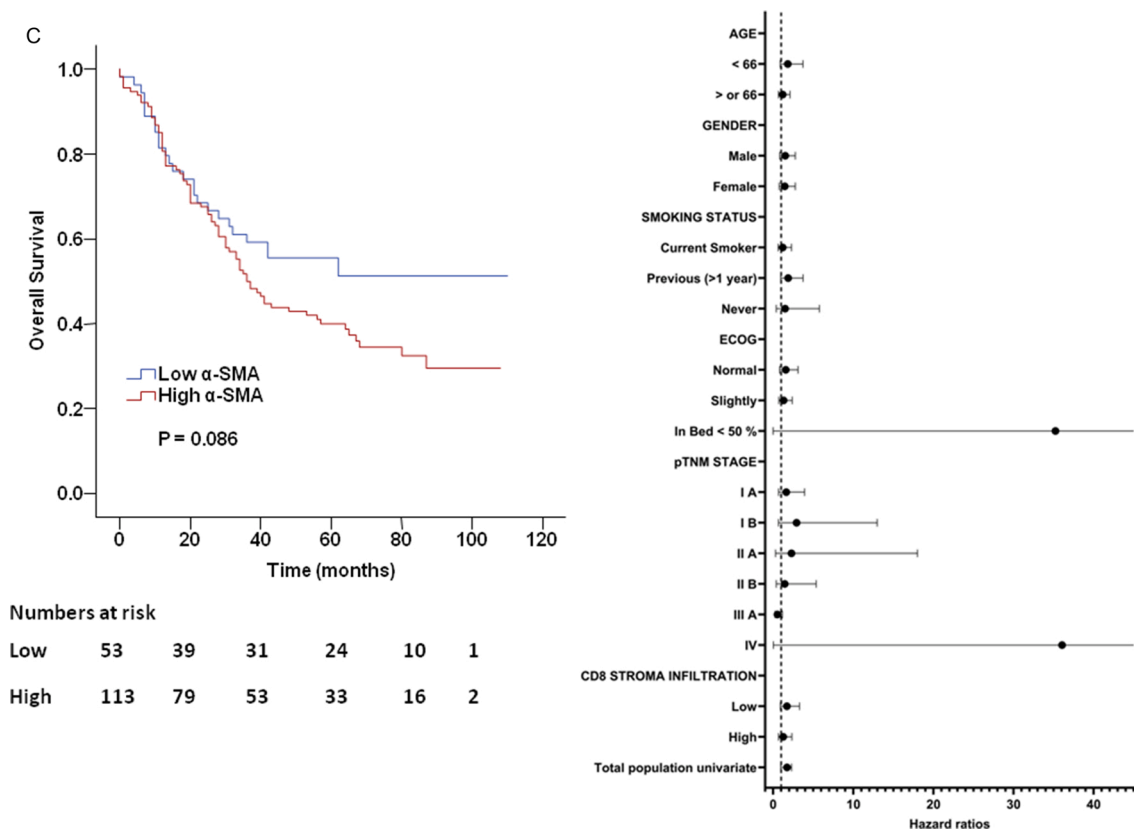 C
1.0
0.8
0.6
0.4
0.2
0.0
Overall Survival
Low α-SMA
High α-SMA
P = 0.086
0 20 40 60 80 100 120
Time (months)
Numbers at risk
Low 53 39 31 24 10 1
High 113 79 53 33 16 2
AGE
< 66
> or 66
GENDER
Male
Female
SMOKING STATUS
Current Smoker
Previous (>1 year)
Never
ECOG
Normal
Slightly
In Bed < 50 %
pTNM STAGE
I A
I B
II A
II B
III A
IV
CD8 STROMA INFILTRATION
Low
High
Total population univariate
0 10 20 30 40
Hazard ratios